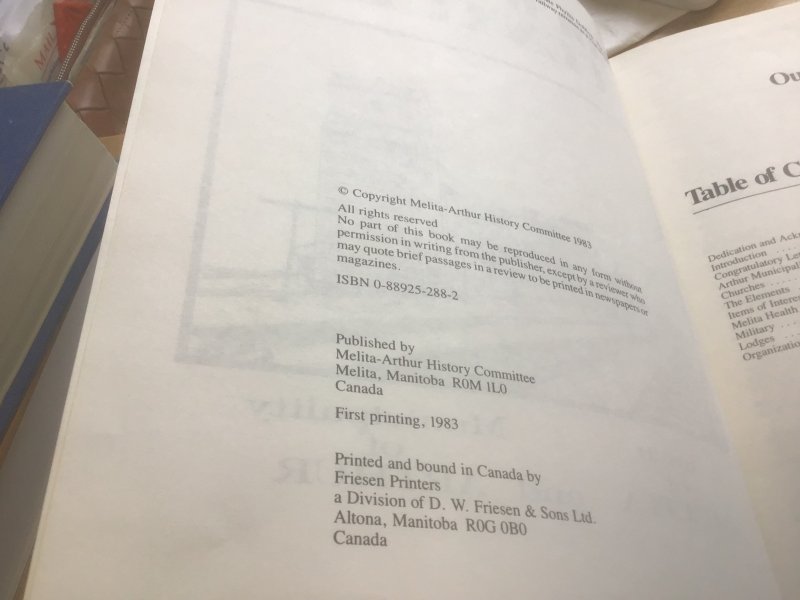 © Copyright Melita-Arthur History Committee 1983
All rights reserved
No part of this book may be reproduced in any form without
permission in writing from the publisher, except by a reviewer who
may quote brief passages in a review to be printed in newspapers or
magazines.
ISBN 0-88925-288-2
Published by
Melita-Arthur History Committee
Melita, Manitoba R0M 1L0
Canada
First printing, 1983
Printed and bound in Canada by
Friesen Printers
a Division of D. W. Friesen & Sons Ltd.
Altona, Manitoba R0G 0B0
Canada
Table of
Dedication and
Introduction ....
Congratulatory
Arthur
Churches ....
The Elements
Items of
Melita Health
Military ....
Lodges ....